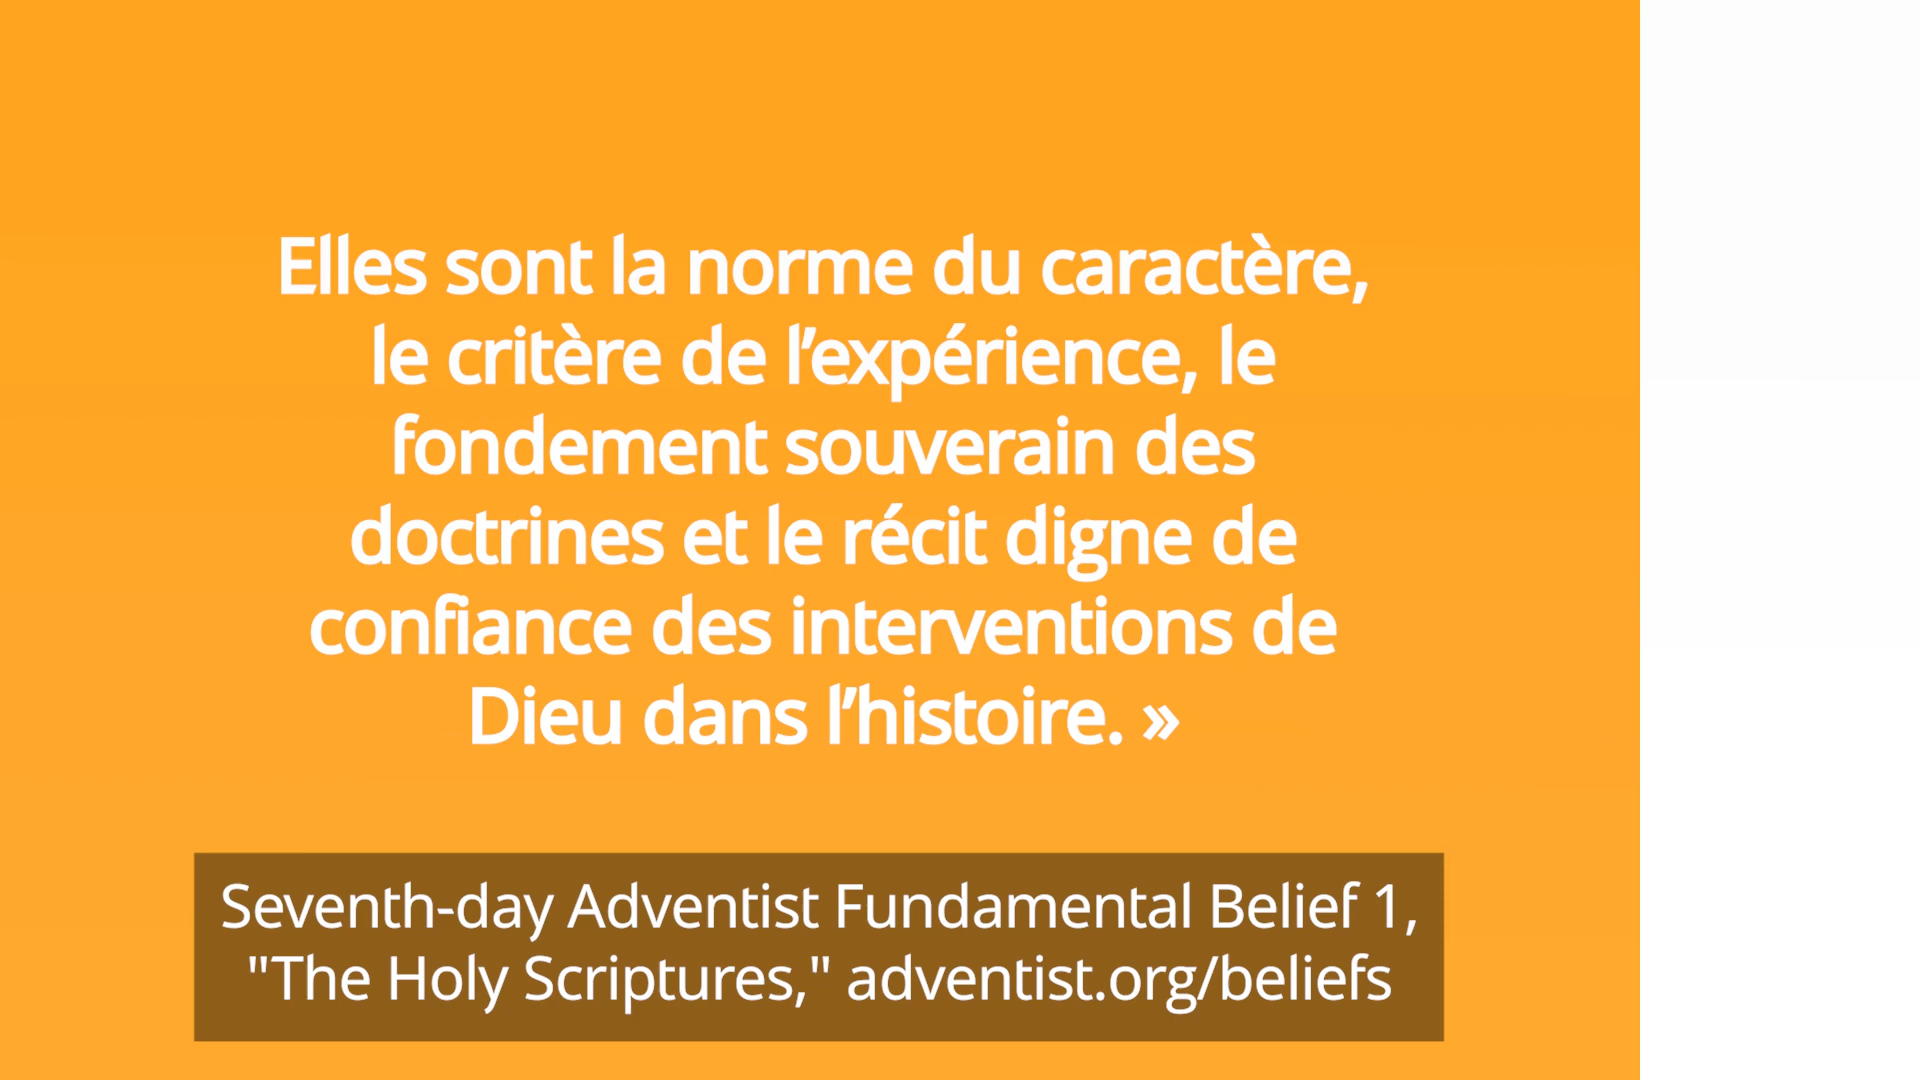 Elles sont la norme du caractère,
le critère de l’expérience, le
fondement souverain des
doctrines et le récit digne de
confiance des interventions de
Dieu dans l’histoire. »
Seventh-day Adventist Fundamental Belief 1,
"The Holy Scriptures," adventist.org/beliefs